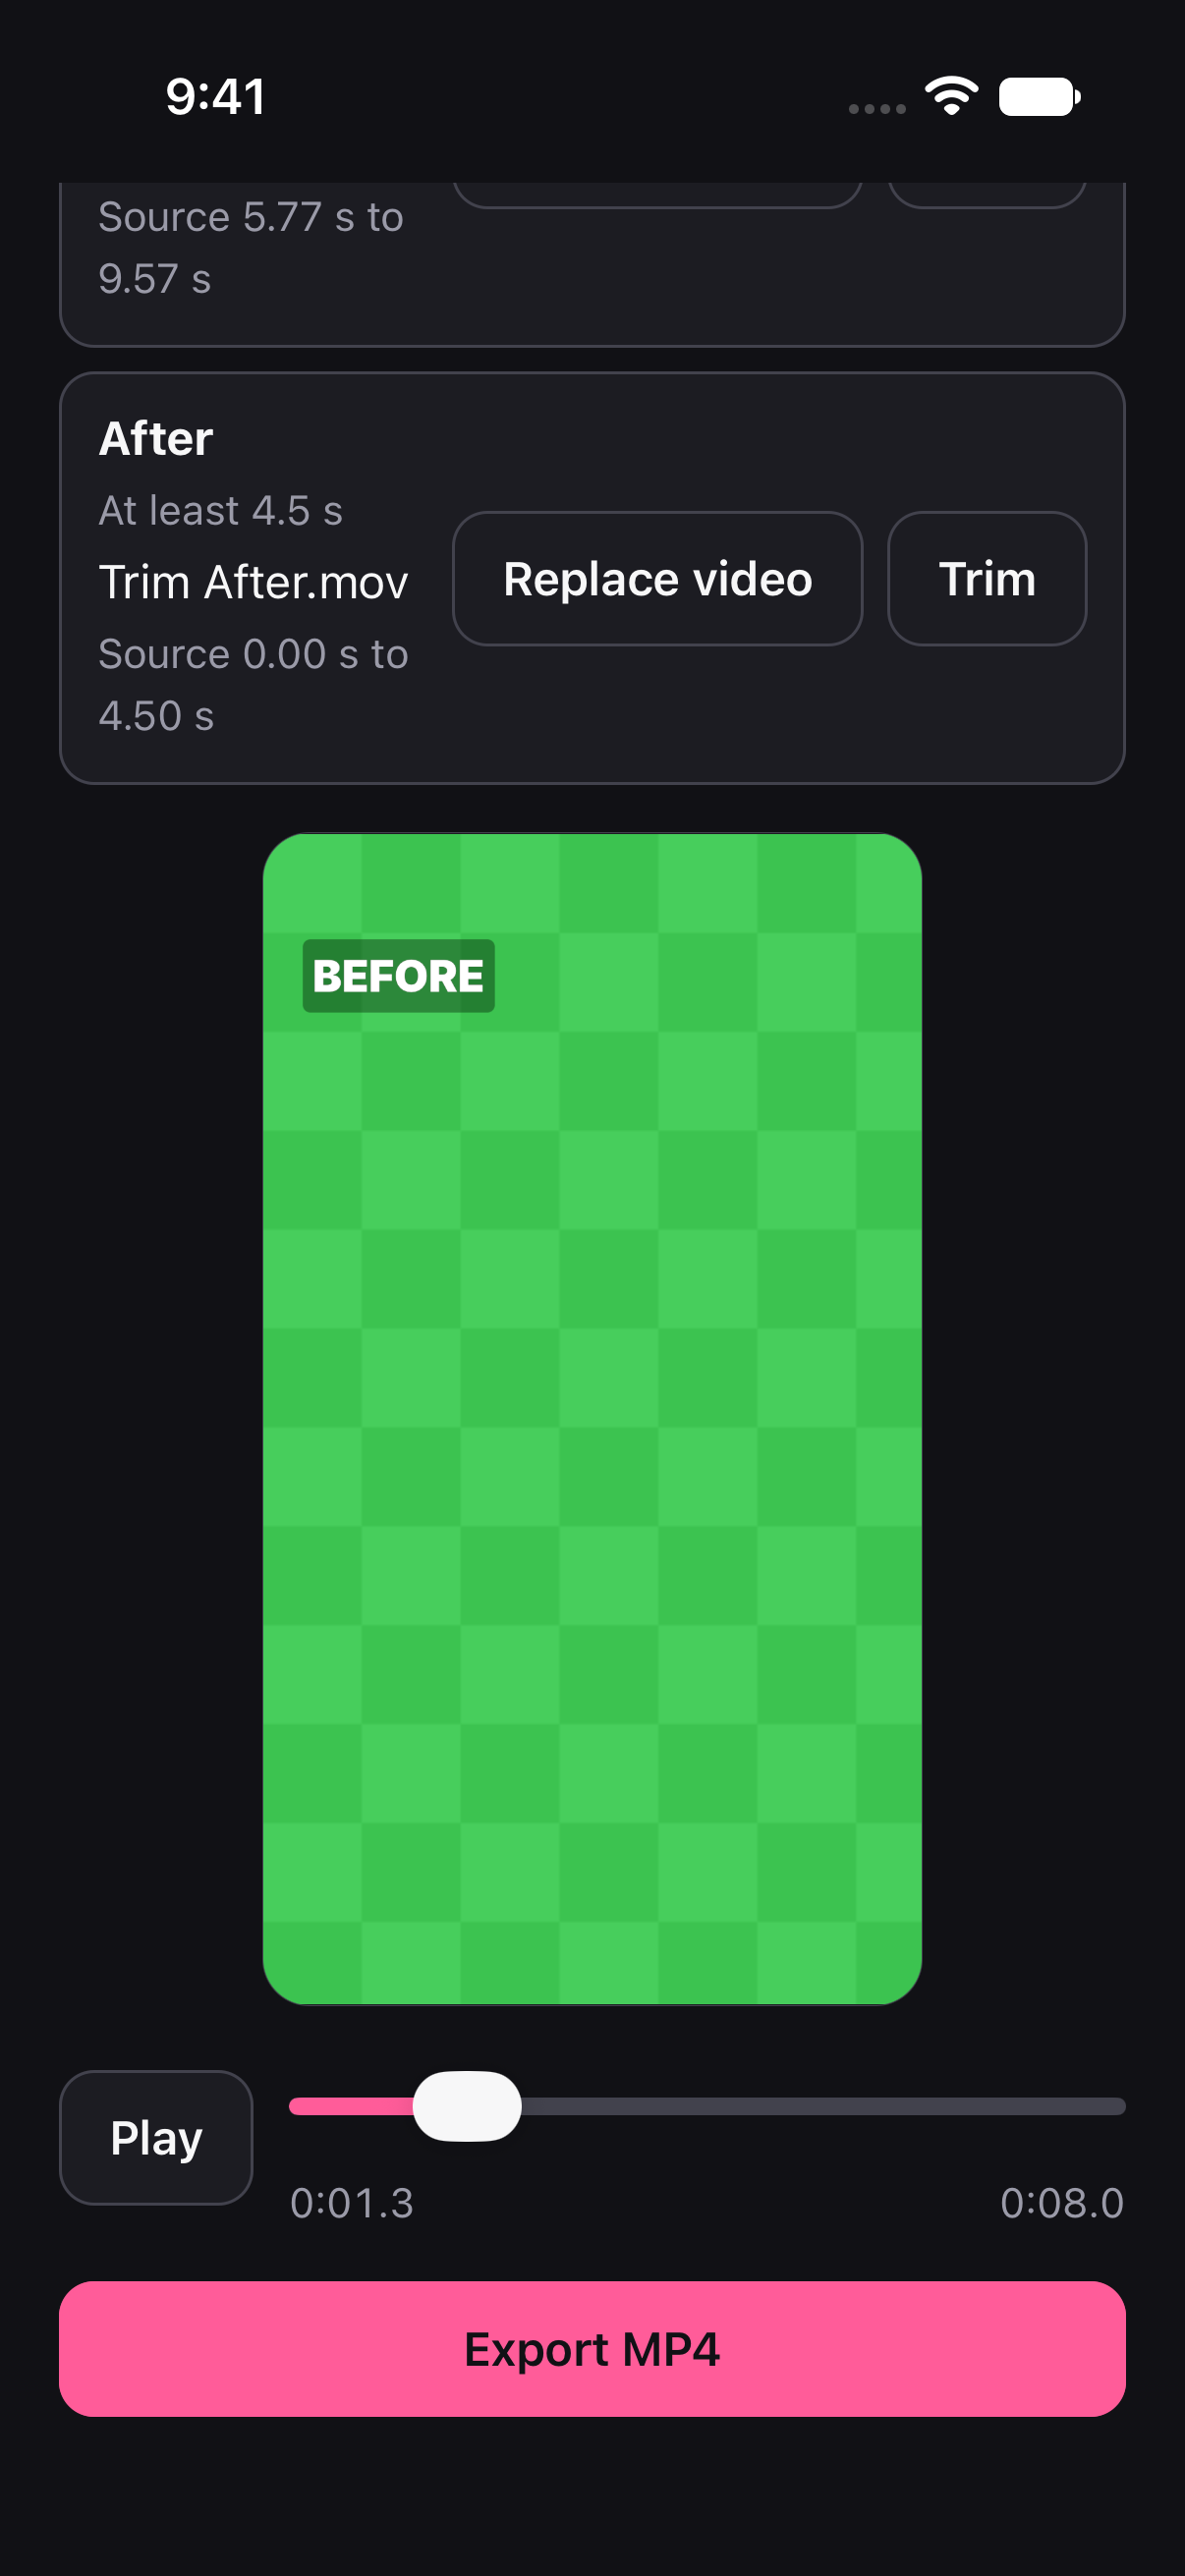 9:41
Source 5.77 s to
9.57 s
After
At least 4.5 s
Trim After.mov
Source 0.00 s to
4.50 s
Replace video
Trim
BEFORE
Play
0:01.3
0:08.0
Export MP4